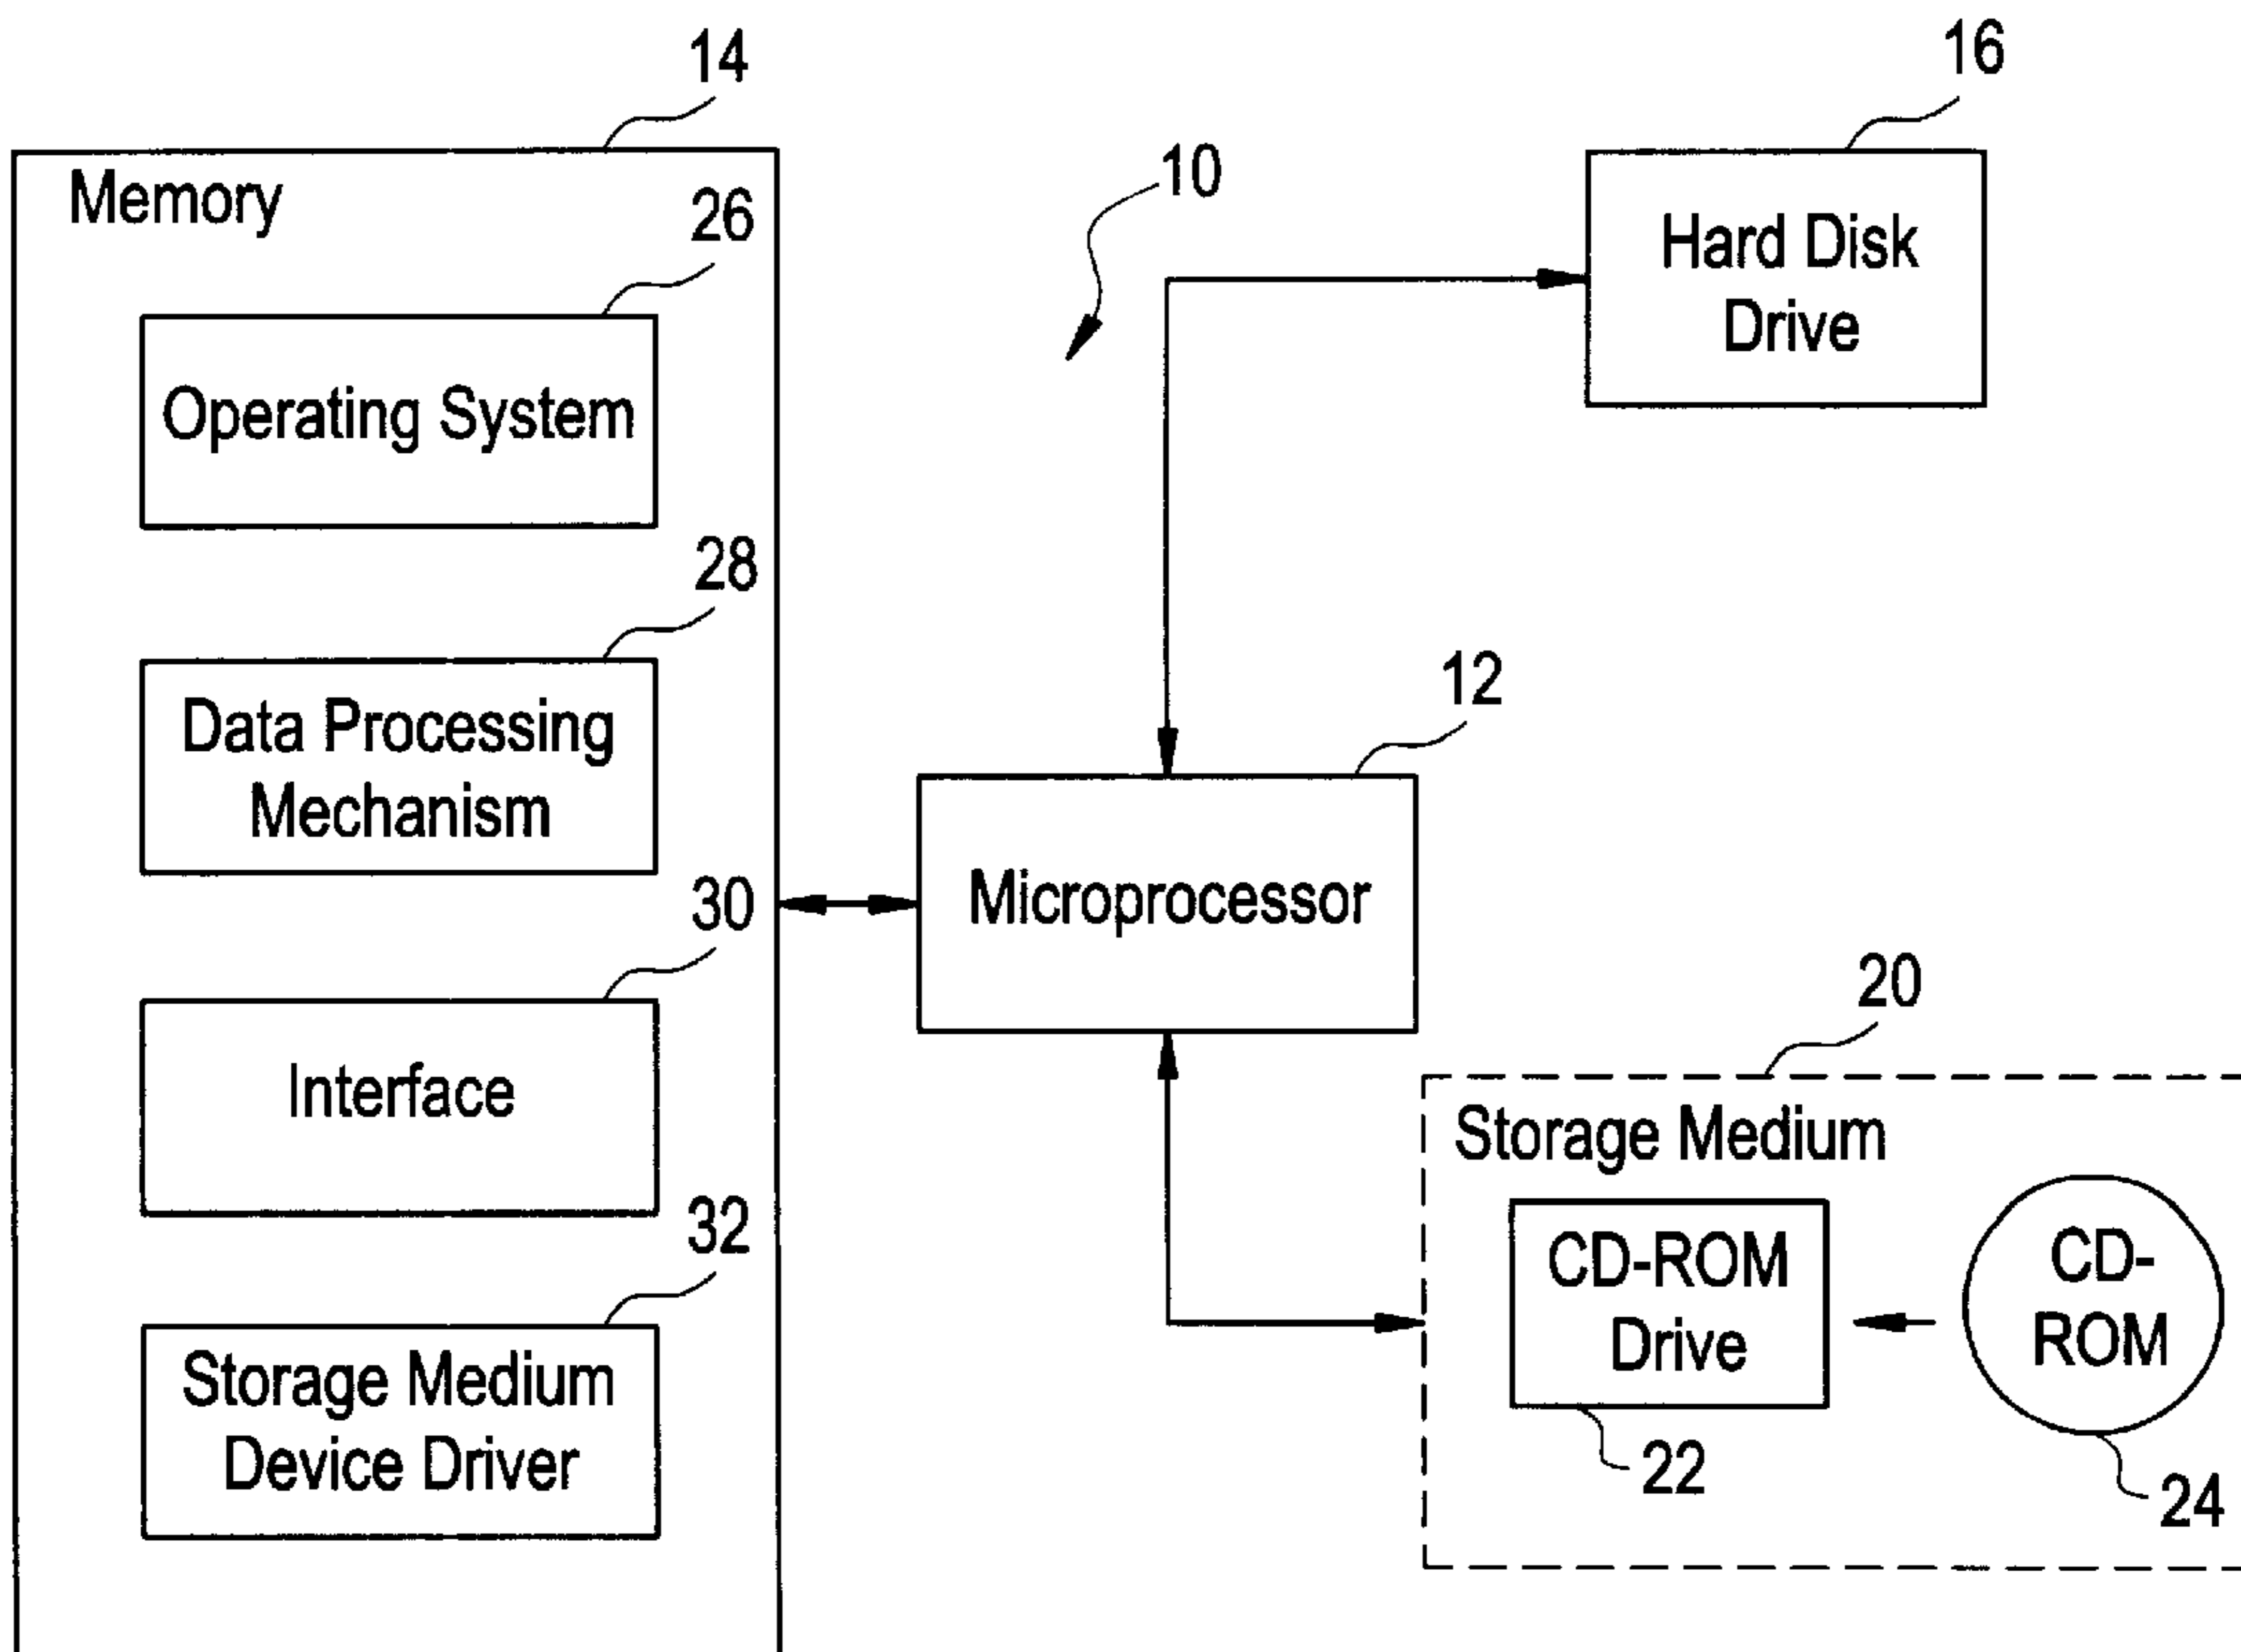 14
Memory
26
Operating System
28
Data Processing
Mechanism
30
Interface
32
Storage Medium
Device Driver
10
16
Hard Disk
Drive
12
Microprocessor
20
Storage Medium
CD-ROM
Drive
22
CD-
ROM
24